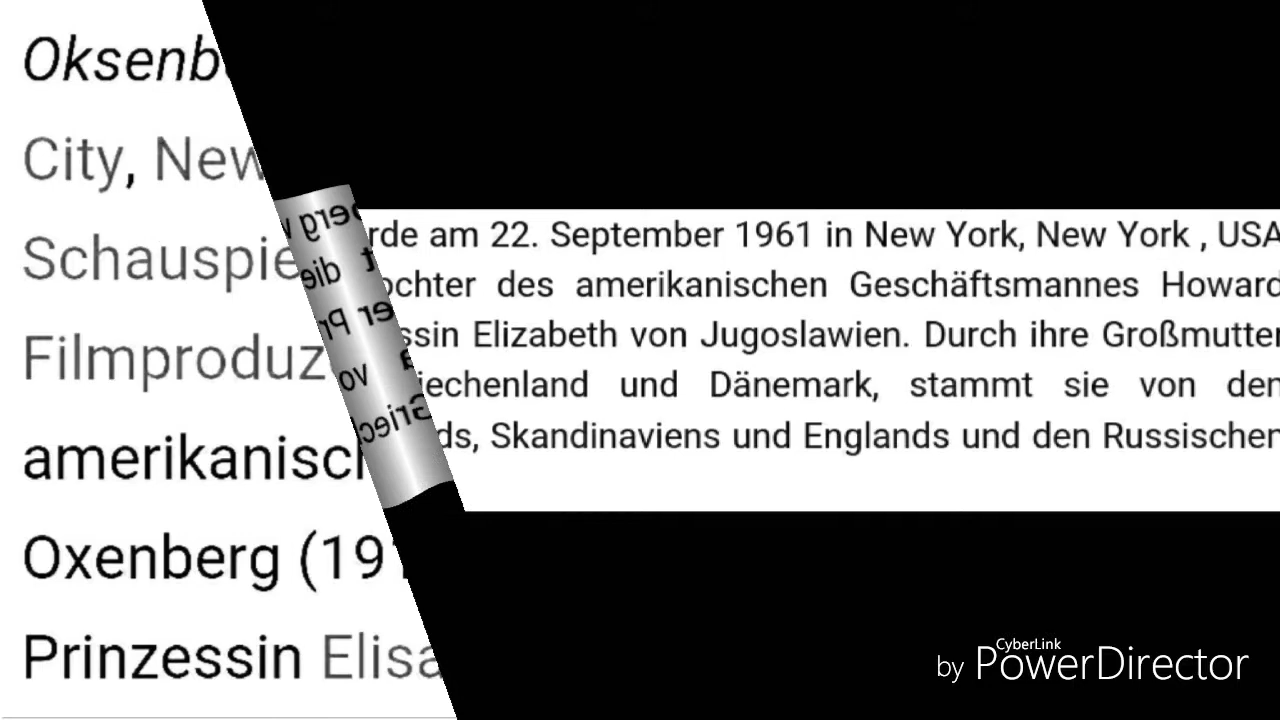 Oksenb
City, New
Schauspie
Filmproduz
amerikanisch
Oxenberg (19
Prinzessin Elisa
rde am 22. September 1961 in New York, New York , USA
ochter des amerikanischen Geschäftsmannes Howard
ssin Elizabeth von Jugoslawien. Durch ihre Großmutter
iechenland und Dänemark, stammt sie von den
ds, Skandinaviens und Englands und den Russischen
by CyberLink PowerDirector